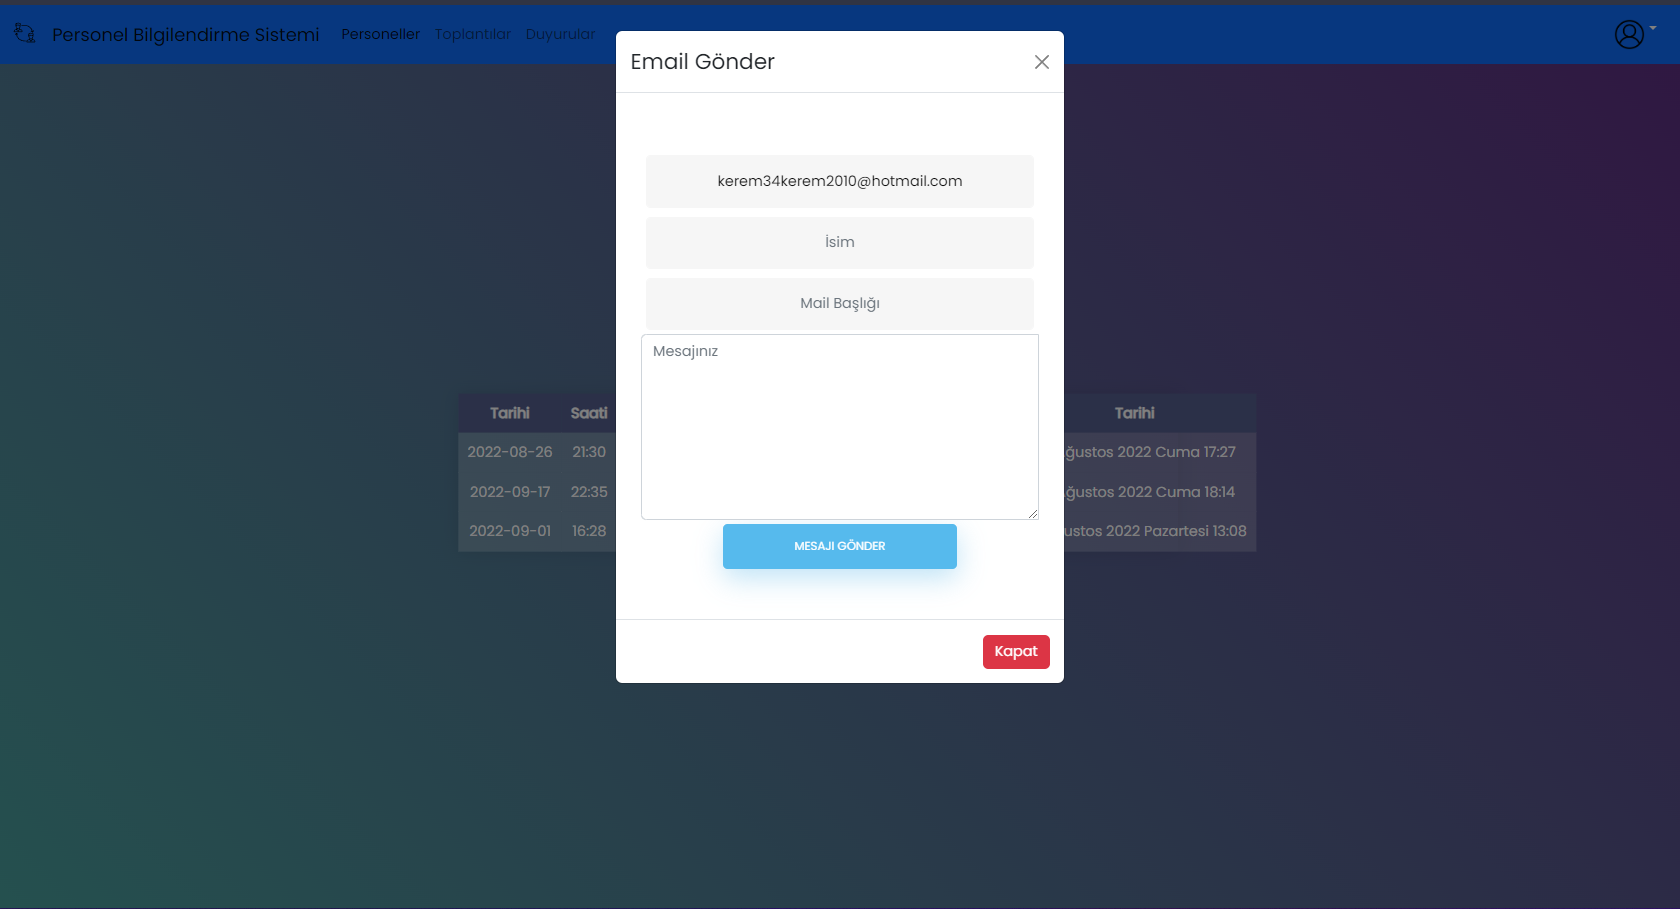 Personel Bilgilendirme Sistemi Personeller Toplantılar Duyurular
Email Gönder
kerem34kerem2010@hotmail.com
İsim
Mail Başlığı
Mesajınız
MESAJI GÖNDER
Kapat
Tarihi Saati Tarihi
2022-08-26 21:30 ğustos 2022 Cuma 17:27
2022-09-17 22:35 ğustos 2022 Cuma 18:14
2022-09-01 16:28 ustos 2022 Pazartesi 13:08